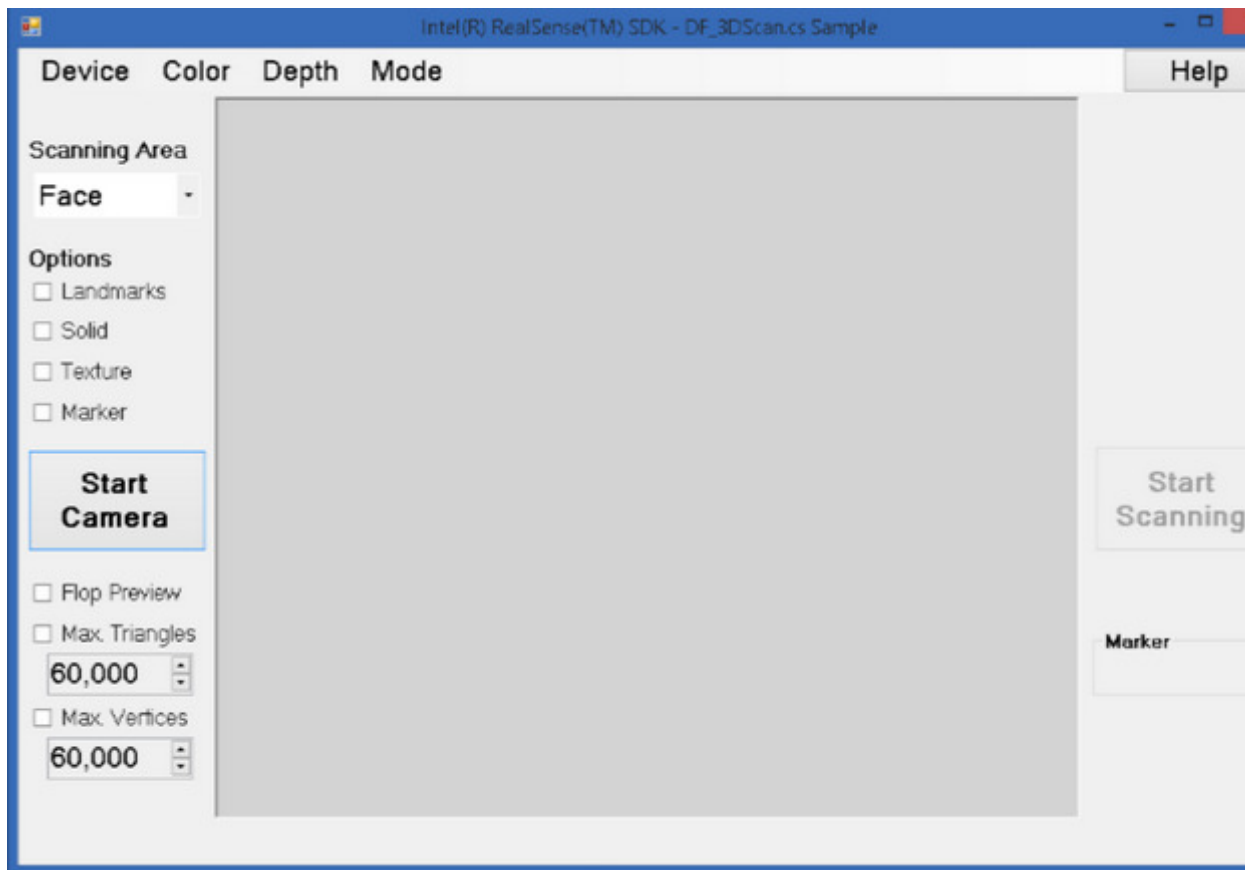 Intel(R) RealSense(TM) SDK - DF_3DScan.cs Sample
Device Color Depth Mode Help
Scanning Area
Face
Options
Landmarks
Solid
Texture
Marker
Start
Camera
Flop Preview
Max. Triangles
60,000
Max. Vertices
60,000
Start
Scanning
Marker